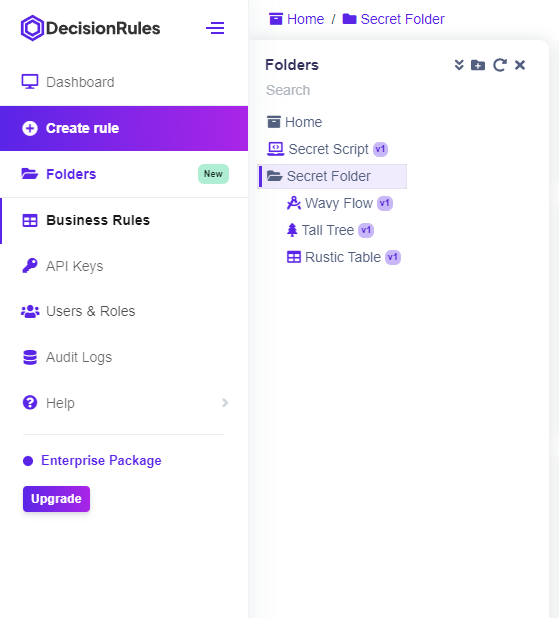 DecisionRules
Dashboard
Create rule
Folders
New
Business Rules
API Keys
Users & Roles
Audit Logs
Help
Enterprise Package
Upgrade
Home / Secret Folder
Folders
Search
Home
Secret Script v1
Secret Folder
Wavy Flow v1
Tall Tree v1
Rustic Table v1